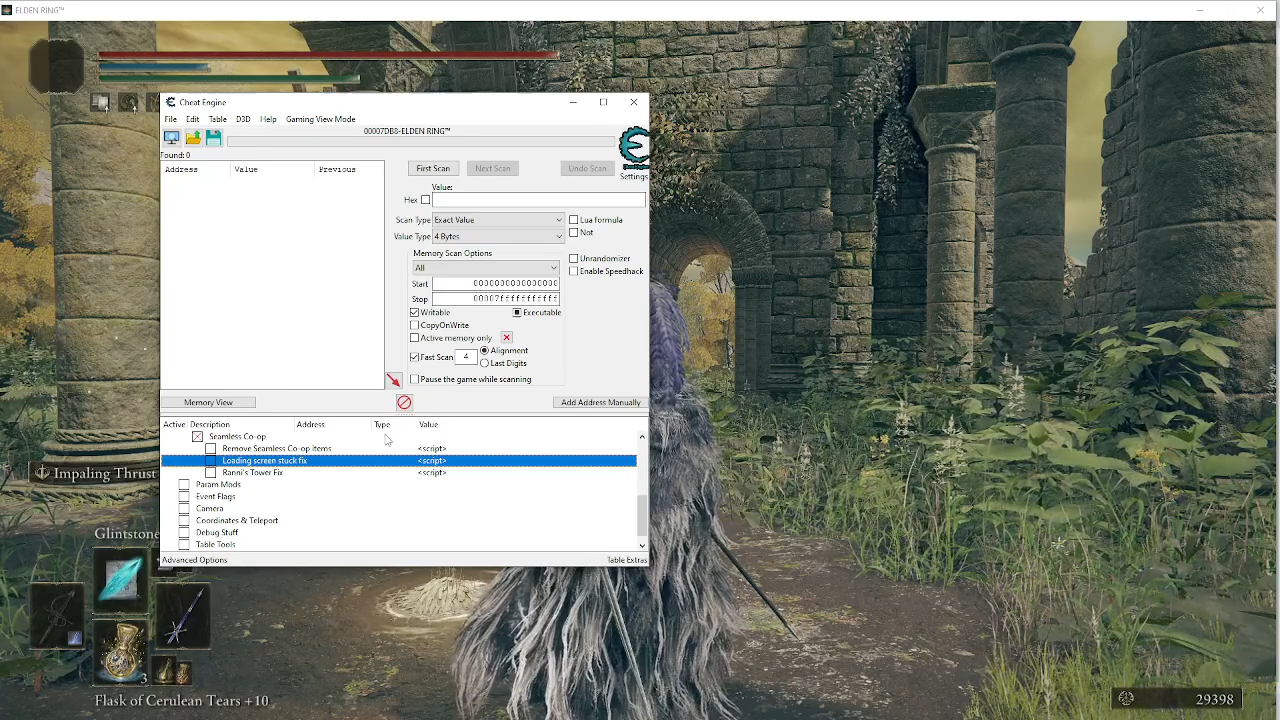 ELDEN RING™
Cheat Engine
File Edit Table D3D Help Gaming View Mode
00007DB8-ELDEN RING™
Found: 0
Address Value Previous
First Scan Next Scan Undo Scan
Settings
Value:
Hex
Scan Type Exact Value
Lua formula
Value Type 4 Bytes
Not
Memory Scan Options
All
Unrandomizer
Enable Speedhack
Start 0000000000000000
Stop 00007fffffffffff
Writable Executable
CopyOnWrite
Active memory only
Fast Scan 4 Alignment
Last Digits
Pause the game while scanning
Memory View Add Address Manually
Active Description Address Type Value
Seamless Co-op
Remove Seamless Co-op items <script>
Loading screen stuck fix <script>
Ranni's Tower Fix <script>
Param Mods
Event Flags
Camera
Coordinates & Teleport
Debug Stuff
Table Tools
Advanced Options Table Extras
Impaling Thrust
Glintstone
3
Flask of Cerulean Tears +10
29398